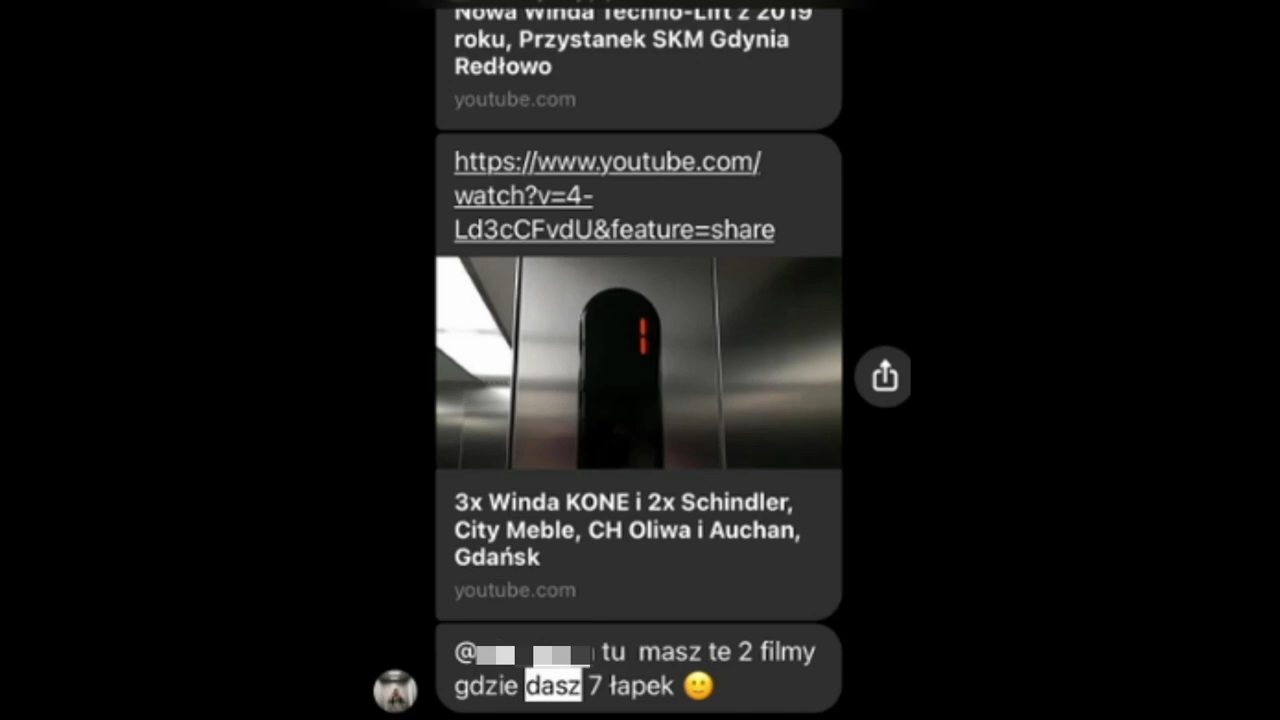 Nowa Winda Techno-Lift z 2019
roku, Przystanek SKM Gdynia
Redłowo
youtube.com
https://www.youtube.com/
watch?v=4-
Ld3cCFvdU&feature=share
1
3x Winda KONE i 2x Schindler,
City Meble, CH Oliwa i Auchan,
Gdańsk
youtube.com
@ tu masz te 2 filmy
gdzie dasz 7 łapek 🙂